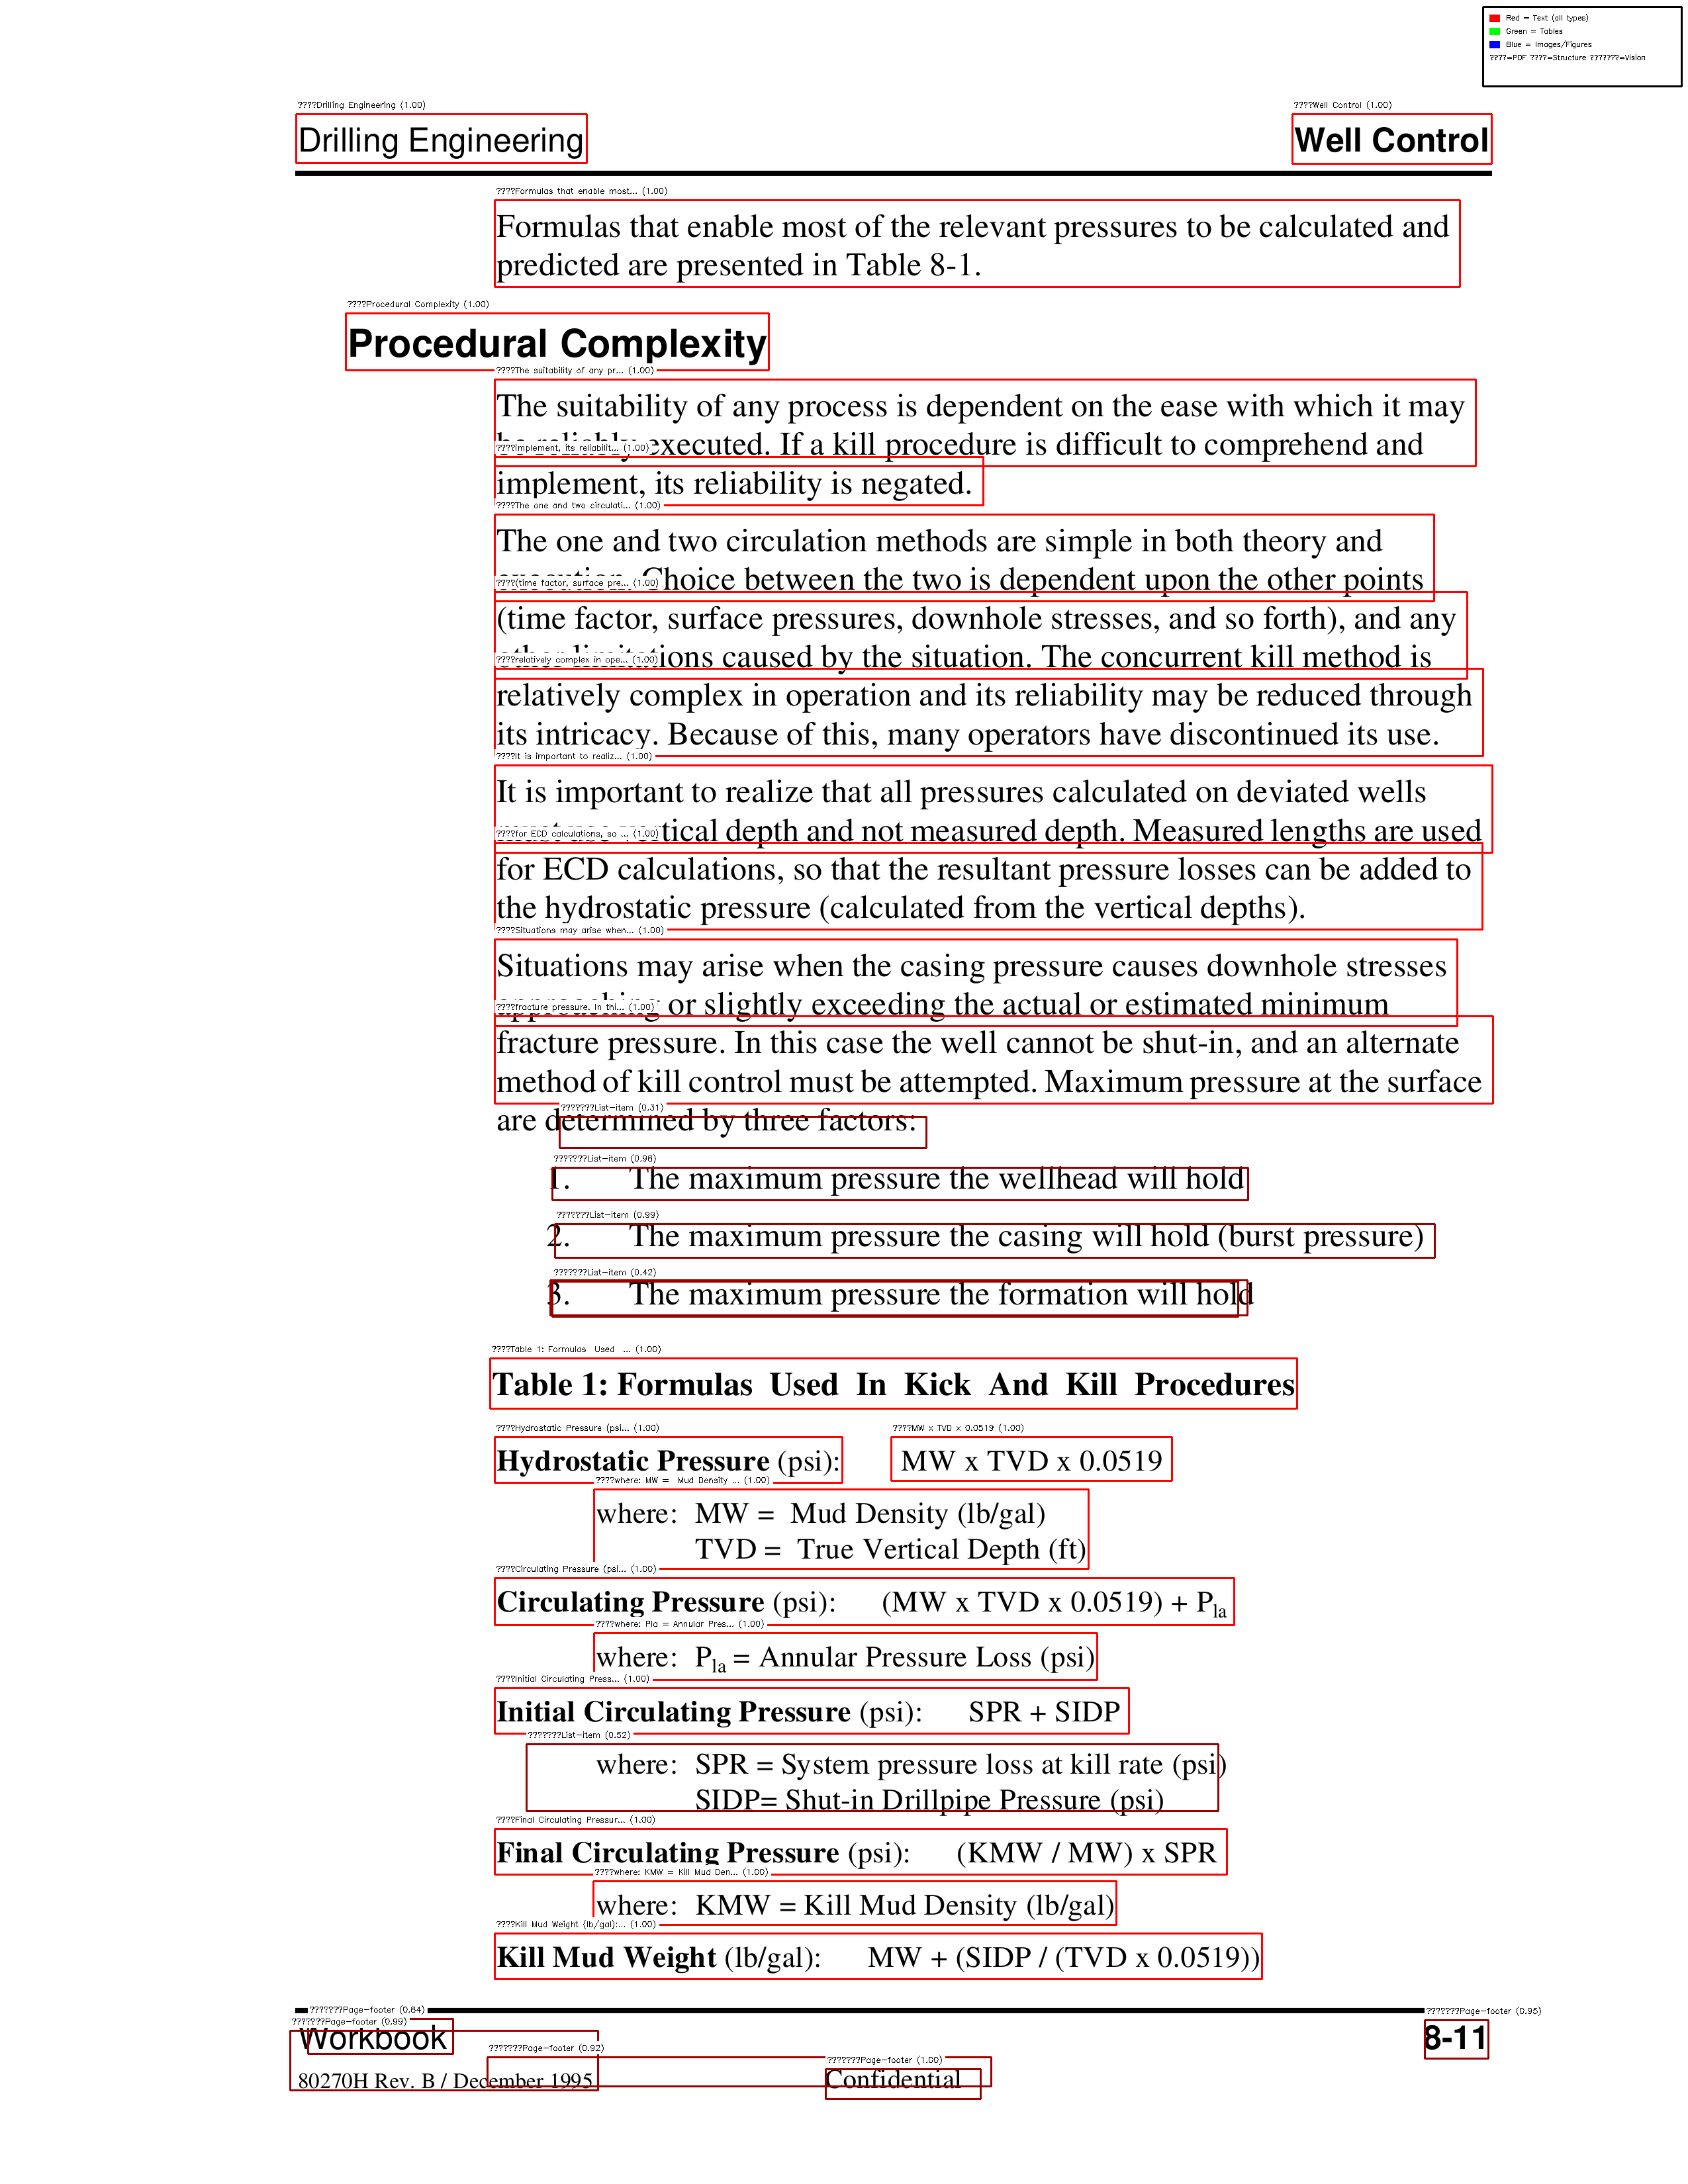 Red = Text (all types)
Green = Tables
Blue = Images/Figures
????=PDF ????=Structure ???????=Vision
????Drilling Engineering (1.00)
????Well Control (1.00)
Drilling Engineering
Well Control
????Formulas that enable most... (1.00)
Formulas that enable most of the relevant pressures to be calculated and
predicted are presented in Table 8-1.
????Procedural Complexity (1.00)
Procedural Complexity
????The suitability of any pr... (1.00)
The suitability of any process is dependent on the ease with which it may
be reliably executed. If a kill procedure is difficult to comprehend and
????implement, its reliabilit... (1.00)
implement, its reliability is negated.
????The one and two circulati... (1.00)
The one and two circulation methods are simple in both theory and
execution. Choice between the two is dependent upon the other points
????(time factor, surface pre... (1.00)
(time factor, surface pressures, downhole stresses, and so forth), and any
other limitations caused by the situation. The concurrent kill method is
????relatively complex in ope... (1.00)
relatively complex in operation and its reliability may be reduced through
its intricacy. Because of this, many operators have discontinued its use.
????It is important to realiz... (1.00)
It is important to realize that all pressures calculated on deviated wells
must use vertical depth and not measured depth. Measured lengths are used
????for ECD calculations, so ... (1.00)
for ECD calculations, so that the resultant pressure losses can be added to
the hydrostatic pressure (calculated from the vertical depths).
????Situations may arise when... (1.00)
Situations may arise when the casing pressure causes downhole stresses
approaching or slightly exceeding the actual or estimated minimum
????fracture pressure. In thi... (1.00)
fracture pressure. In this case the well cannot be shut-in, and an alternate
method of kill control must be attempted. Maximum pressure at the surface
???????List-item (0.31)
are determined by three factors:
???????List-item (0.98)
1. The maximum pressure the wellhead will hold
???????List-item (0.99)
2. The maximum pressure the casing will hold (burst pressure)
???????List-item (0.42)
3. The maximum pressure the formation will hold
????Table 1: Formulas  Used  ... (1.00)
Table 1: Formulas Used In Kick And Kill Procedures
????Hydrostatic Pressure (psi... (1.00)
????MW x TVD x 0.0519 (1.00)
Hydrostatic Pressure (psi): MW x TVD x 0.0519
????where: MW =  Mud Density ... (1.00)
where: MW = Mud Density (lb/gal)
TVD = True Vertical Depth (ft)
????Circulating Pressure (psi... (1.00)
Circulating Pressure (psi): (MW x TVD x 0.0519) + Pla
????where: Pla = Annular Pres... (1.00)
where: Pla = Annular Pressure Loss (psi)
????Initial Circulating Press... (1.00)
Initial Circulating Pressure (psi): SPR + SIDP
???????List-item (0.52)
where: SPR = System pressure loss at kill rate (psi)
SIDP= Shut-in Drillpipe Pressure (psi)
????Final Circulating Pressur... (1.00)
Final Circulating Pressure (psi): (KMW / MW) x SPR
????where: KMW = Kill Mud Den... (1.00)
where: KMW = Kill Mud Density (lb/gal)
????Kill Mud Weight (lb/gal):... (1.00)
Kill Mud Weight (lb/gal): MW + (SIDP / (TVD x 0.0519))
???????Page-footer (0.84)
???????Page-footer (0.95)
???????Page-footer (0.99)
Workbook
8-11
???????Page-footer (0.92)
???????Page-footer (1.00)
80270H Rev. B / December 1995
Confidential